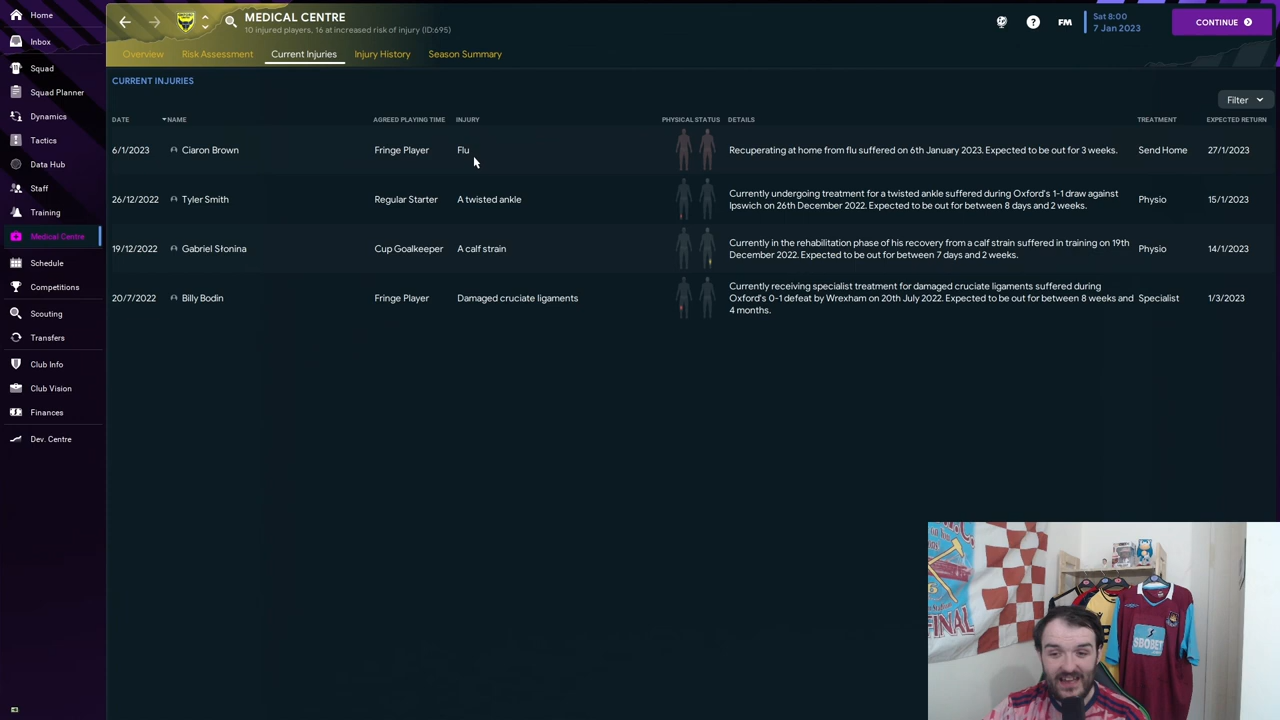 Home
MEDICAL CENTRE
10 injured players, 16 at increased risk of injury (ID:695)
FM
Sat 8:00
7 Jan 2023
CONTINUE
Inbox
Squad
Squad Planner
Dynamics
Tactics
Data Hub
Staff
Training
Medical Centre
Schedule
Competitions
Scouting
Transfers
Club Info
Club Vision
Finances
Dev. Centre
Overview Risk Assessment Current Injuries Injury History Season Summary
CURRENT INJURIES
Filter
DATE NAME AGREED PLAYING TIME INJURY PHYSICAL STATUS DETAILS TREATMENT EXPECTED RETURN
6/1/2023 Ciaron Brown Fringe Player Flu Recuperating at home from flu suffered on 6th January 2023. Expected to be out for 3 weeks. Send Home 27/1/2023
26/12/2022 Tyler Smith Regular Starter A twisted ankle Currently undergoing treatment for a twisted ankle suffered during Oxford's 1-1 draw against
Ipswich on 26th December 2022. Expected to be out for between 8 days and 2 weeks. Physio 15/1/2023
19/12/2022 Gabriel Słonina Cup Goalkeeper A calf strain Currently in the rehabilitation phase of his recovery from a calf strain suffered in training on 19th
December 2022. Expected to be out for between 7 days and 2 weeks. Physio 14/1/2023
20/7/2022 Billy Bodin Fringe Player Damaged cruciate ligaments Currently receiving specialist treatment for damaged cruciate ligaments suffered during
Oxford's 0-1 defeat by Wrexham on 20th July 2022. Expected to be out for between 8 weeks and
4 months. Specialist 1/3/2023
SBOBET
FINAL